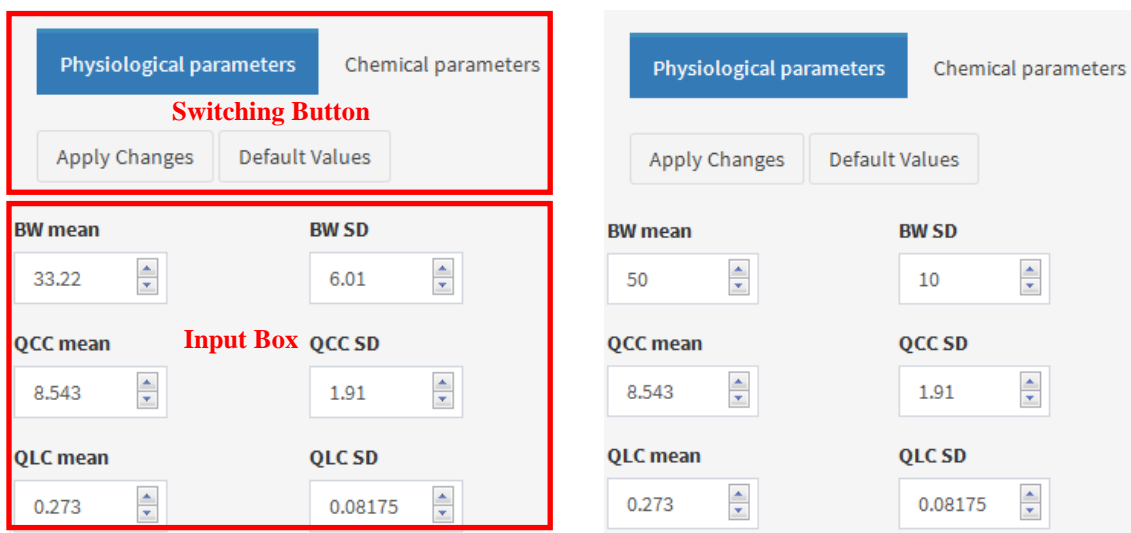 Physiological parameters Chemical parameters
Switching Button
Apply Changes Default Values
BW mean BW SD
33.22 6.01
Input Box
QCC mean QCC SD
8.543 1.91
QLC mean QLC SD
0.273 0.08175
Physiological parameters Chemical parameters
Apply Changes Default Values
BW mean BW SD
50 10
QCC mean QCC SD
8.543 1.91
QLC mean QLC SD
0.273 0.08175